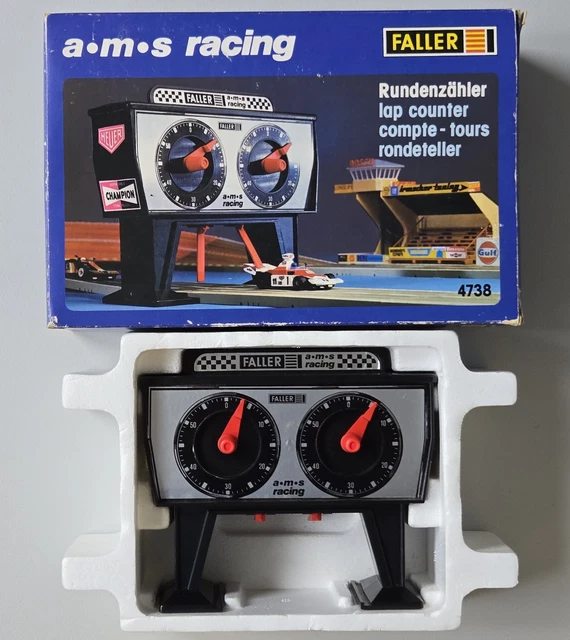 a•m•s racing
FALLER
Rundenzähler
lap counter
compte-tours
rondeteller
FALLER a•m•s racing
FALLER
HEUER
CHAMPION
a•m•s
racing
Gulf
4738
FALLER a•m•s racing
FALLER
0 10 20 30 40 50
0 10 20 30 40 50
a•m•s
racing